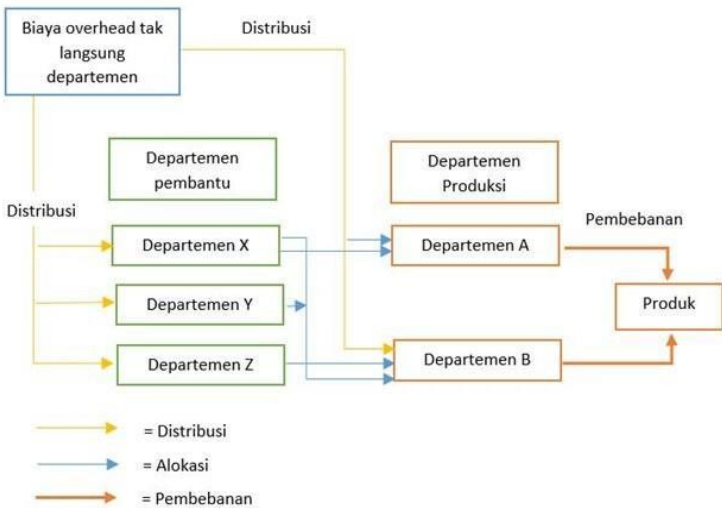 Biaya overhead tak
langsung
departemen
Distribusi
Departemen
pembantu
Departemen
Produksi
Distribusi
Pembebanan
Departemen X
Departemen A
Departemen Y
Produk
Departemen Z
Departemen B
= Distribusi
= Alokasi
= Pembebanan